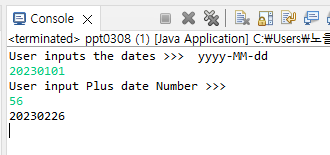 Console
<terminated> ppt0308 (1) [Java Application] C:₩Users₩노
User inputs the dates >>>  yyyy-MM-dd
20230101
User input Plus date Number >>>
56
20230226